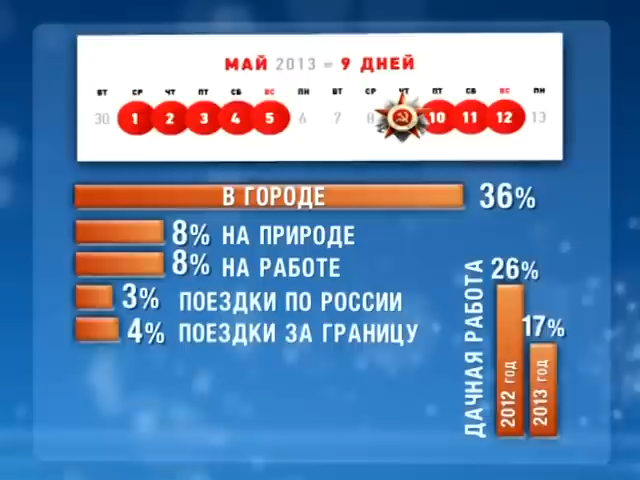 МАЙ 2013 = 9 ДНЕЙ
ВТ СР ЧТ ПТ СБ ВС ПН ВТ СР ЧТ ПТ СБ ВС ПН
30 1 2 3 4 5 6 7 8 10 11 12 13
В ГОРОДЕ 36%
8% НА ПРИРОДЕ
8% НА РАБОТЕ
3% ПОЕЗДКИ ПО РОССИИ
4% ПОЕЗДКИ ЗА ГРАНИЦУ
ДАЧНАЯ РАБОТА
26%
17%
2012 ГОД
2013 ГОД